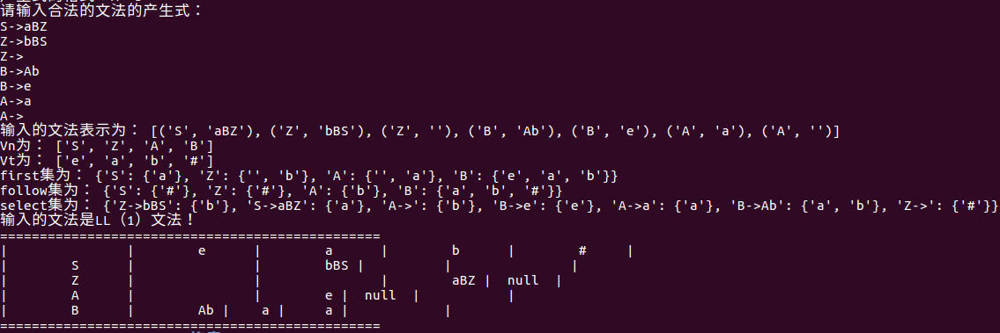 请输入合法的文法的产生式：
S->aBZ
Z->bBS
Z->
B->Ab
B->e
A->a
A->
输入的文法表示为： [('S', 'aBZ'), ('Z', 'bBS'), ('Z', ''), ('B', 'Ab'), ('B', 'e'), ('A', 'a'), ('A', '')]
Vn为： ['S', 'Z', 'A', 'B']
Vt为： ['e', 'a', 'b', '#']
first集为： {'S': {'a'}, 'Z': {'', 'b'}, 'A': {'', 'a'}, 'B': {'e', 'a', 'b'}}
follow集为： {'S': {'#'}, 'Z': {'#'}, 'A': {'b'}, 'B': {'a', 'b', '#'}}
select集为： {'Z->bBS': {'b'}, 'S->aBZ': {'a'}, 'A->': {'b'}, 'B->e': {'e'}, 'A->a': {'a'}, 'B->Ab': {'a', 'b'}, 'Z->': {'#'}}
输入的文法是LL（1）文法！
================================================
|               |        e      |        a      |        b      |        #     |
|        S      |               |        bBS |          |               |
|        Z      |               |               |        aBZ |  null  |
|        A      |               |        e |  null  |           |
|        B      |        Ab |    a |     a |            |
================================================